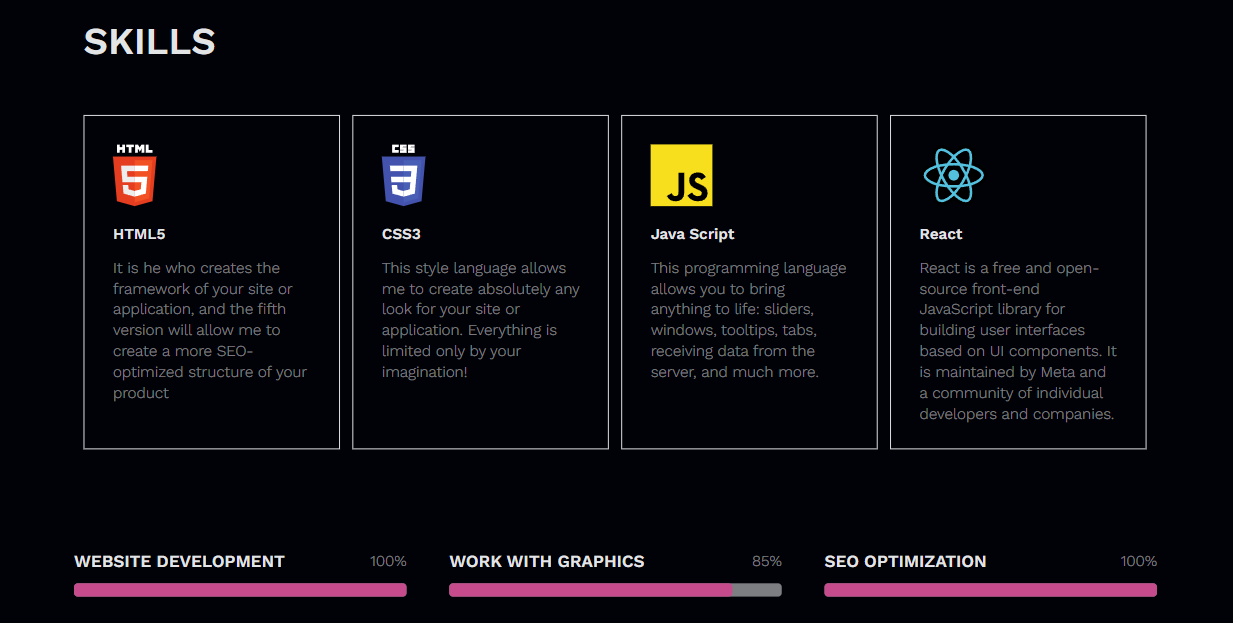 SKILLS
HTML
5
HTML5
It is he who creates the
framework of your site or
application, and the fifth
version will allow me to
create a more SEO-
optimized structure of your
product
CSS
3
CSS3
This style language allows
me to create absolutely any
look for your site or
application. Everything is
limited only by your
imagination!
JS
Java Script
This programming language
allows you to bring
anything to life: sliders,
windows, tooltips, tabs,
receiving data from the
server, and much more.
React
React is a free and open-
source front-end
JavaScript library for
building user interfaces
based on UI components. It
is maintained by Meta and
a community of individual
developers and companies.
WEBSITE DEVELOPMENT 100%
WORK WITH GRAPHICS 85%
SEO OPTIMIZATION 100%